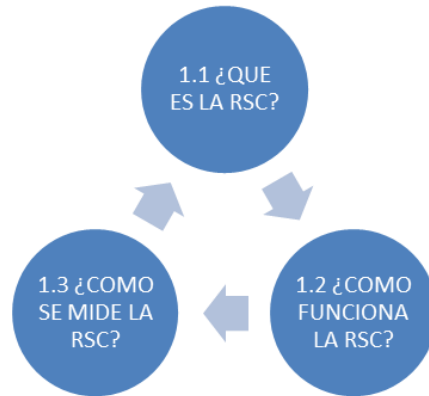 1.1 ¿QUE
ES LA RSC?
1.2 ¿COMO
FUNCIONA
LA RSC?
1.3 ¿COMO
SE MIDE LA
RSC?